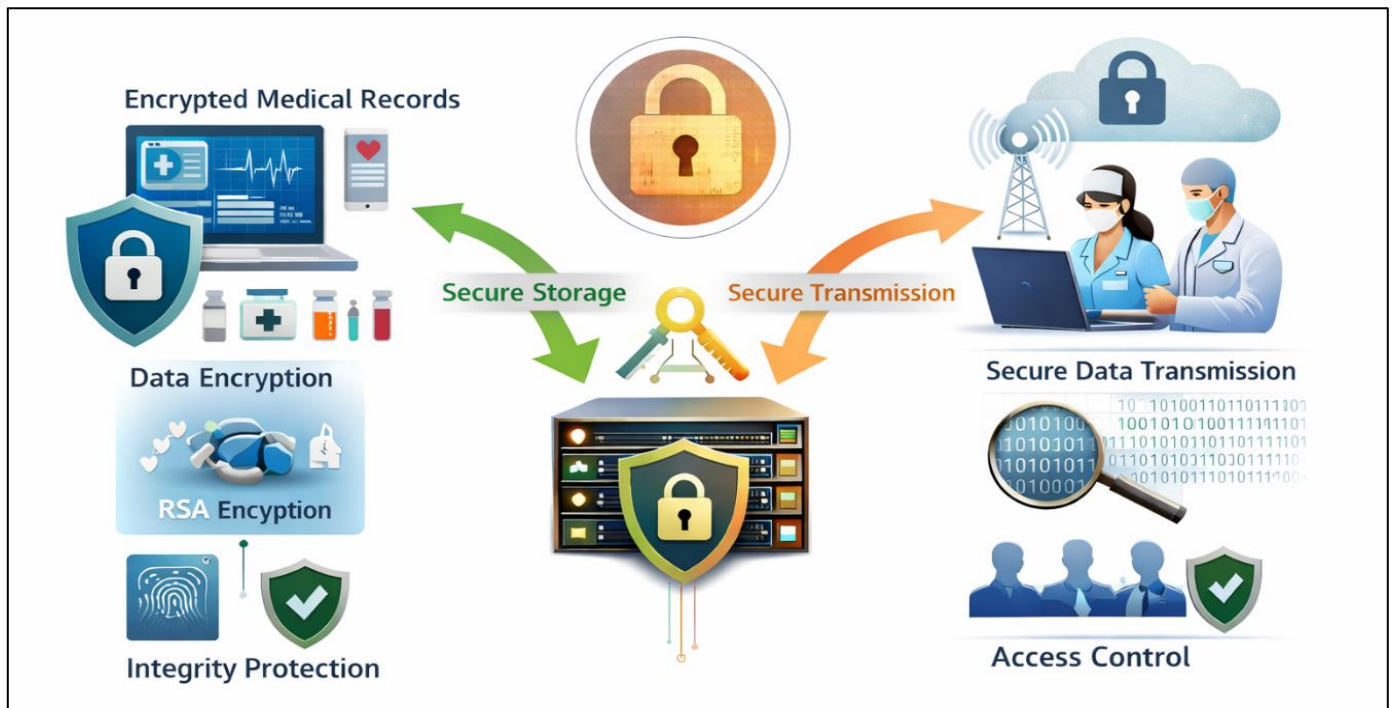 Encrypted Medical Records
Secure Storage
Secure Transmission
Data Encryption
RSA Encyption
Integrity Protection
Secure Data Transmission
Access Control